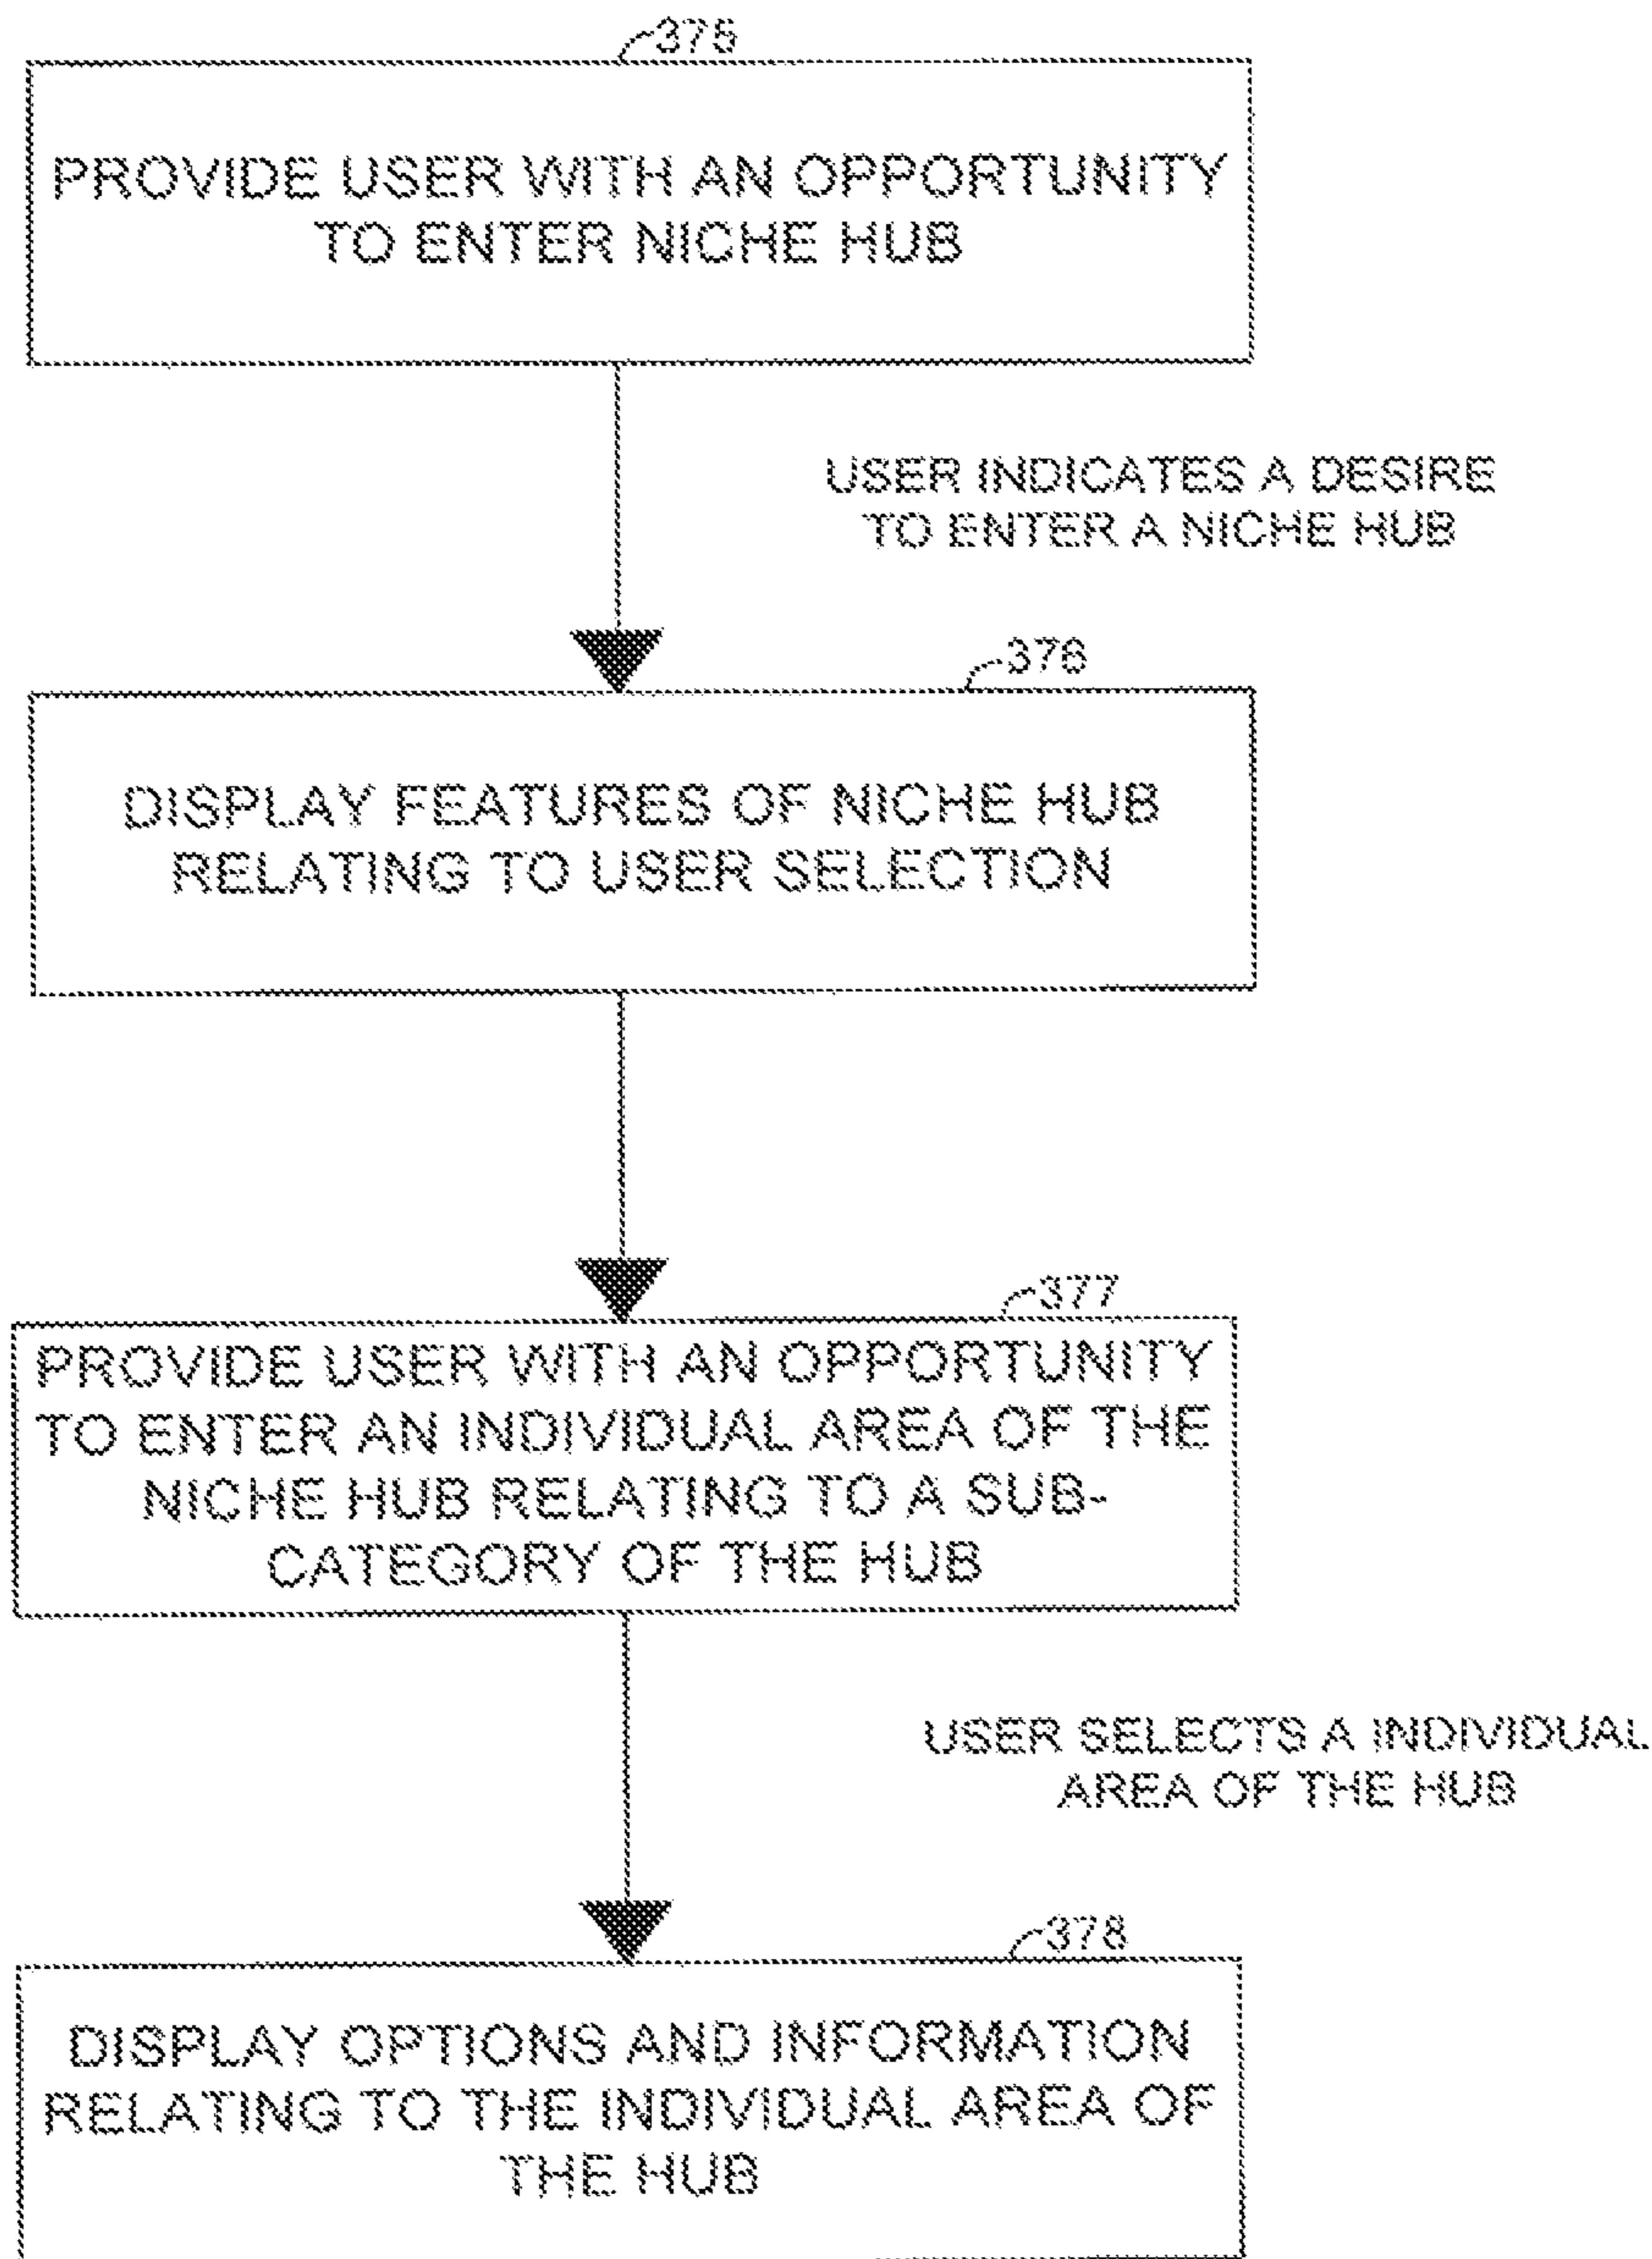 375
PROVIDE USER WITH AN OPPORTUNITY
TO ENTER NICHE HUB
USER INDICATES A DESIRE
TO ENTER A NICHE HUB
376
DISPLAY FEATURES OF NICHE HUB
RELATING TO USER SELECTION
377
PROVIDE USER WITH AN OPPORTUNITY
TO ENTER AN INDIVIDUAL AREA OF THE
NICHE HUB RELATING TO A SUB-
CATEGORY OF THE HUB
USER SELECTS A INDIVIDUAL
AREA OF THE HUB
378
DISPLAY OPTIONS AND INFORMATION
RELATING TO THE INDIVIDUAL AREA OF
THE HUB